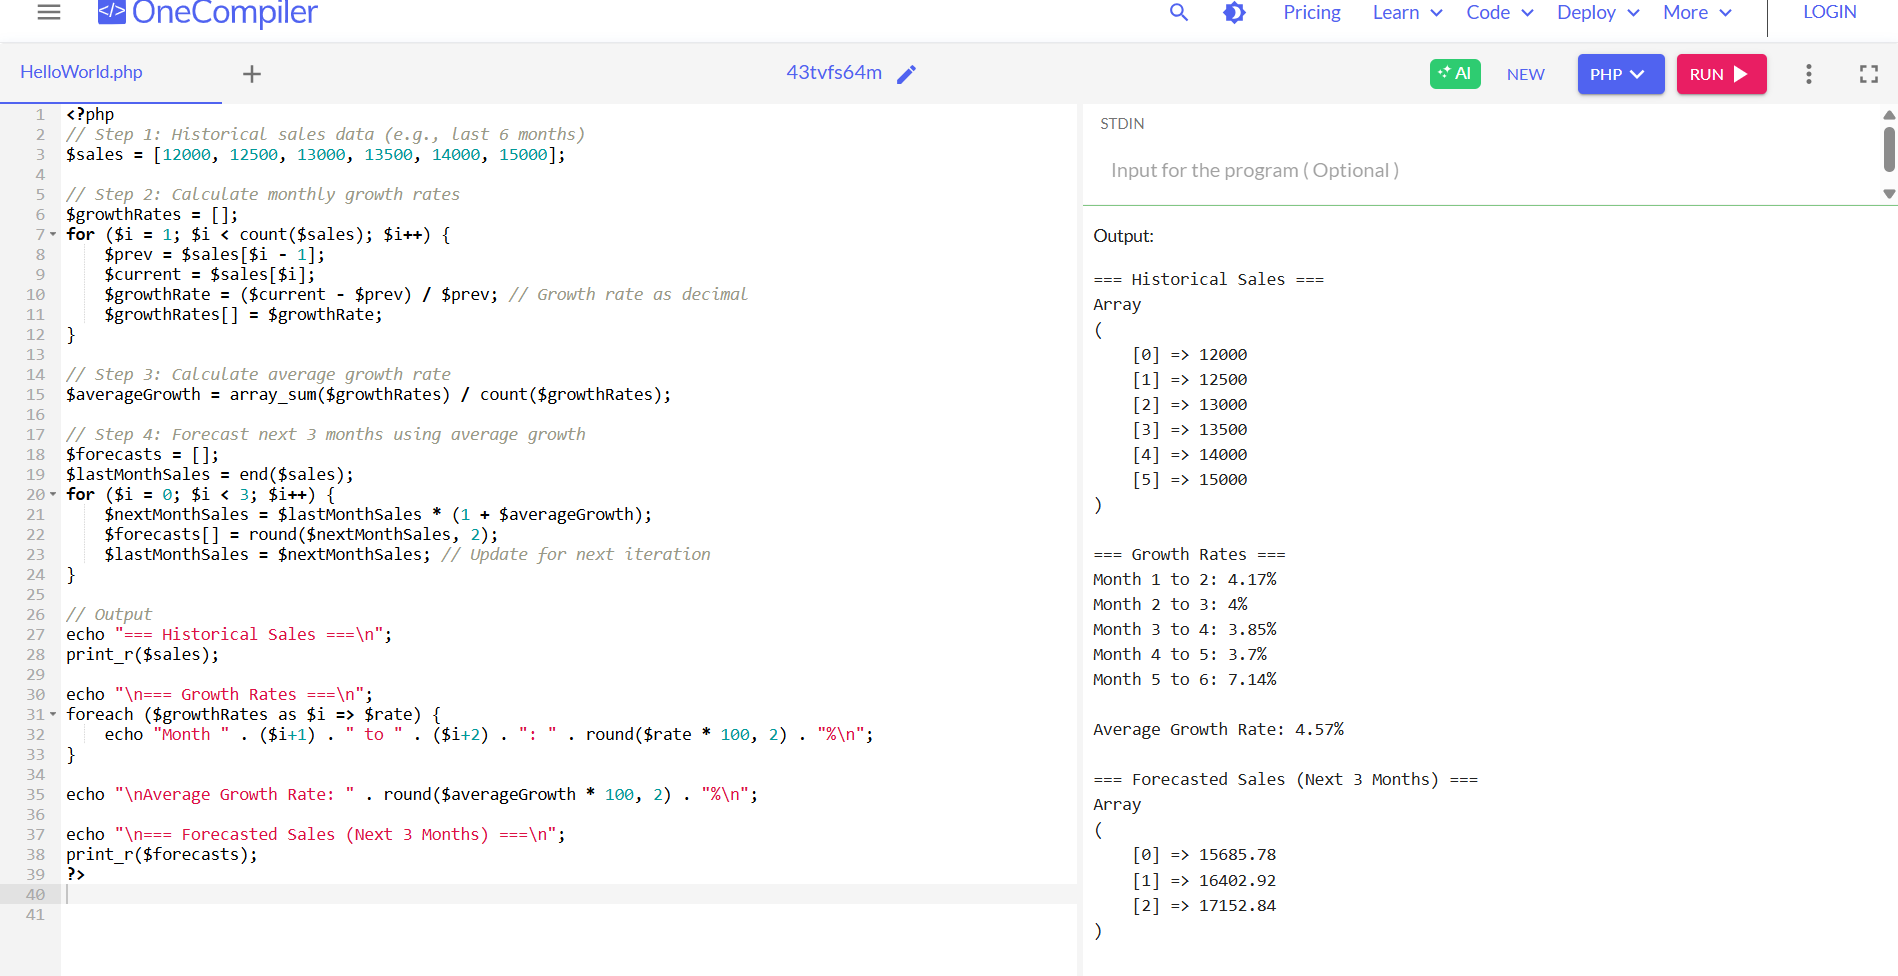 </> OneCompiler
Pricing Learn Code Deploy More LOGIN
HelloWorld.php + 43tvfs64m AI NEW PHP RUN
1 <?php
2 // Step 1: Historical sales data (e.g., last 6 months)
3 $sales = [12000, 12500, 13000, 13500, 14000, 15000];
4
5 // Step 2: Calculate monthly growth rates
6 $growthRates = [];
7 for ($i = 1; $i < count($sales); $i++) {
8     $prev = $sales[$i - 1];
9     $current = $sales[$i];
10     $growthRate = ($current - $prev) / $prev; // Growth rate as decimal
11     $growthRates[] = $growthRate;
12 }
13
14 // Step 3: Calculate average growth rate
15 $averageGrowth = array_sum($growthRates) / count($growthRates);
16
17 // Step 4: Forecast next 3 months using average growth
18 $forecasts = [];
19 $lastMonthSales = end($sales);
20 for ($i = 0; $i < 3; $i++) {
21     $nextMonthSales = $lastMonthSales * (1 + $averageGrowth);
22     $forecasts[] = round($nextMonthSales, 2);
23     $lastMonthSales = $nextMonthSales; // Update for next iteration
24 }
25
26 // Output
27 echo "=== Historical Sales ===\n";
28 print_r($sales);
29
30 echo "\n=== Growth Rates ===\n";
31 foreach ($growthRates as $i => $rate) {
32     echo "Month " . ($i+1) . " to " . ($i+2) . ": " . round($rate * 100, 2) . "%\n";
33 }
34
35 echo "\nAverage Growth Rate: " . round($averageGrowth * 100, 2) . "%\n";
36
37 echo "\n=== Forecasted Sales (Next 3 Months) ===\n";
38 print_r($forecasts);
39 ?>
40
41
STDIN
Input for the program ( Optional )
Output:
=== Historical Sales ===
Array
(
    [0] => 12000
    [1] => 12500
    [2] => 13000
    [3] => 13500
    [4] => 14000
    [5] => 15000
)
=== Growth Rates ===
Month 1 to 2: 4.17%
Month 2 to 3: 4%
Month 3 to 4: 3.85%
Month 4 to 5: 3.7%
Month 5 to 6: 7.14%
Average Growth Rate: 4.57%
=== Forecasted Sales (Next 3 Months) ===
Array
(
    [0] => 15685.78
    [1] => 16402.92
    [2] => 17152.84
)